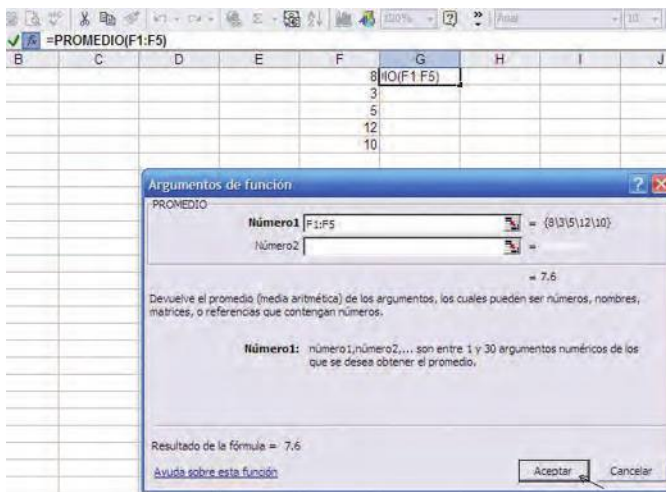 100% Arial 10
=PROMEDIO(F1:F5)
B C D E F G H I J
8 IO(F1:F5)
3
5
12
10
Argumentos de función
PROMEDIO
Número1 F1:F5 = {8\3\5\12\10}
Número2 =
= 7.6
Devuelve el promedio (media aritmética) de los argumentos, los cuales pueden ser números, nombres,
matrices, o referencias que contengan números.
Número1: número1,número2,... son entre 1 y 30 argumentos numéricos de los
que se desea obtener el promedio.
Resultado de la fórmula = 7.6
Ayuda sobre esta función Aceptar Cancelar